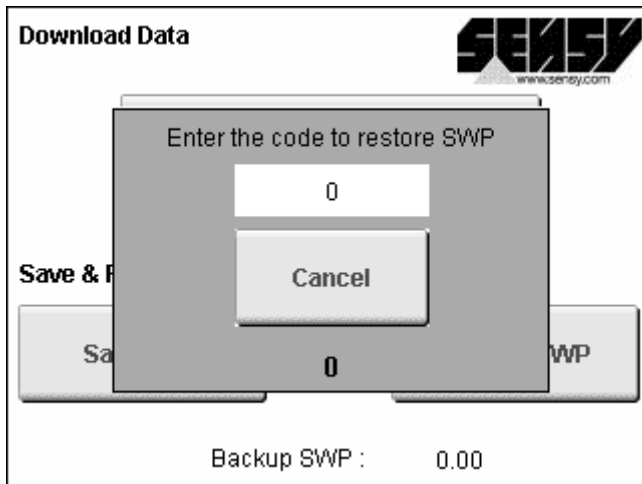 Download Data
SENSY
www.sensy.com
Enter the code to restore SWP
0
Cancel
Save &
Sa
WP
0
Backup SWP : 0.00